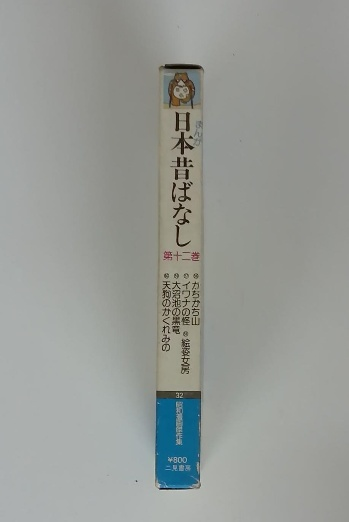 まんが
日本昔ばなし
第十二巻
かちかち山
イワナの怪 絵姿女房
大沼池の黒竜
天狗のかくれみの
32
¥800
二見書房